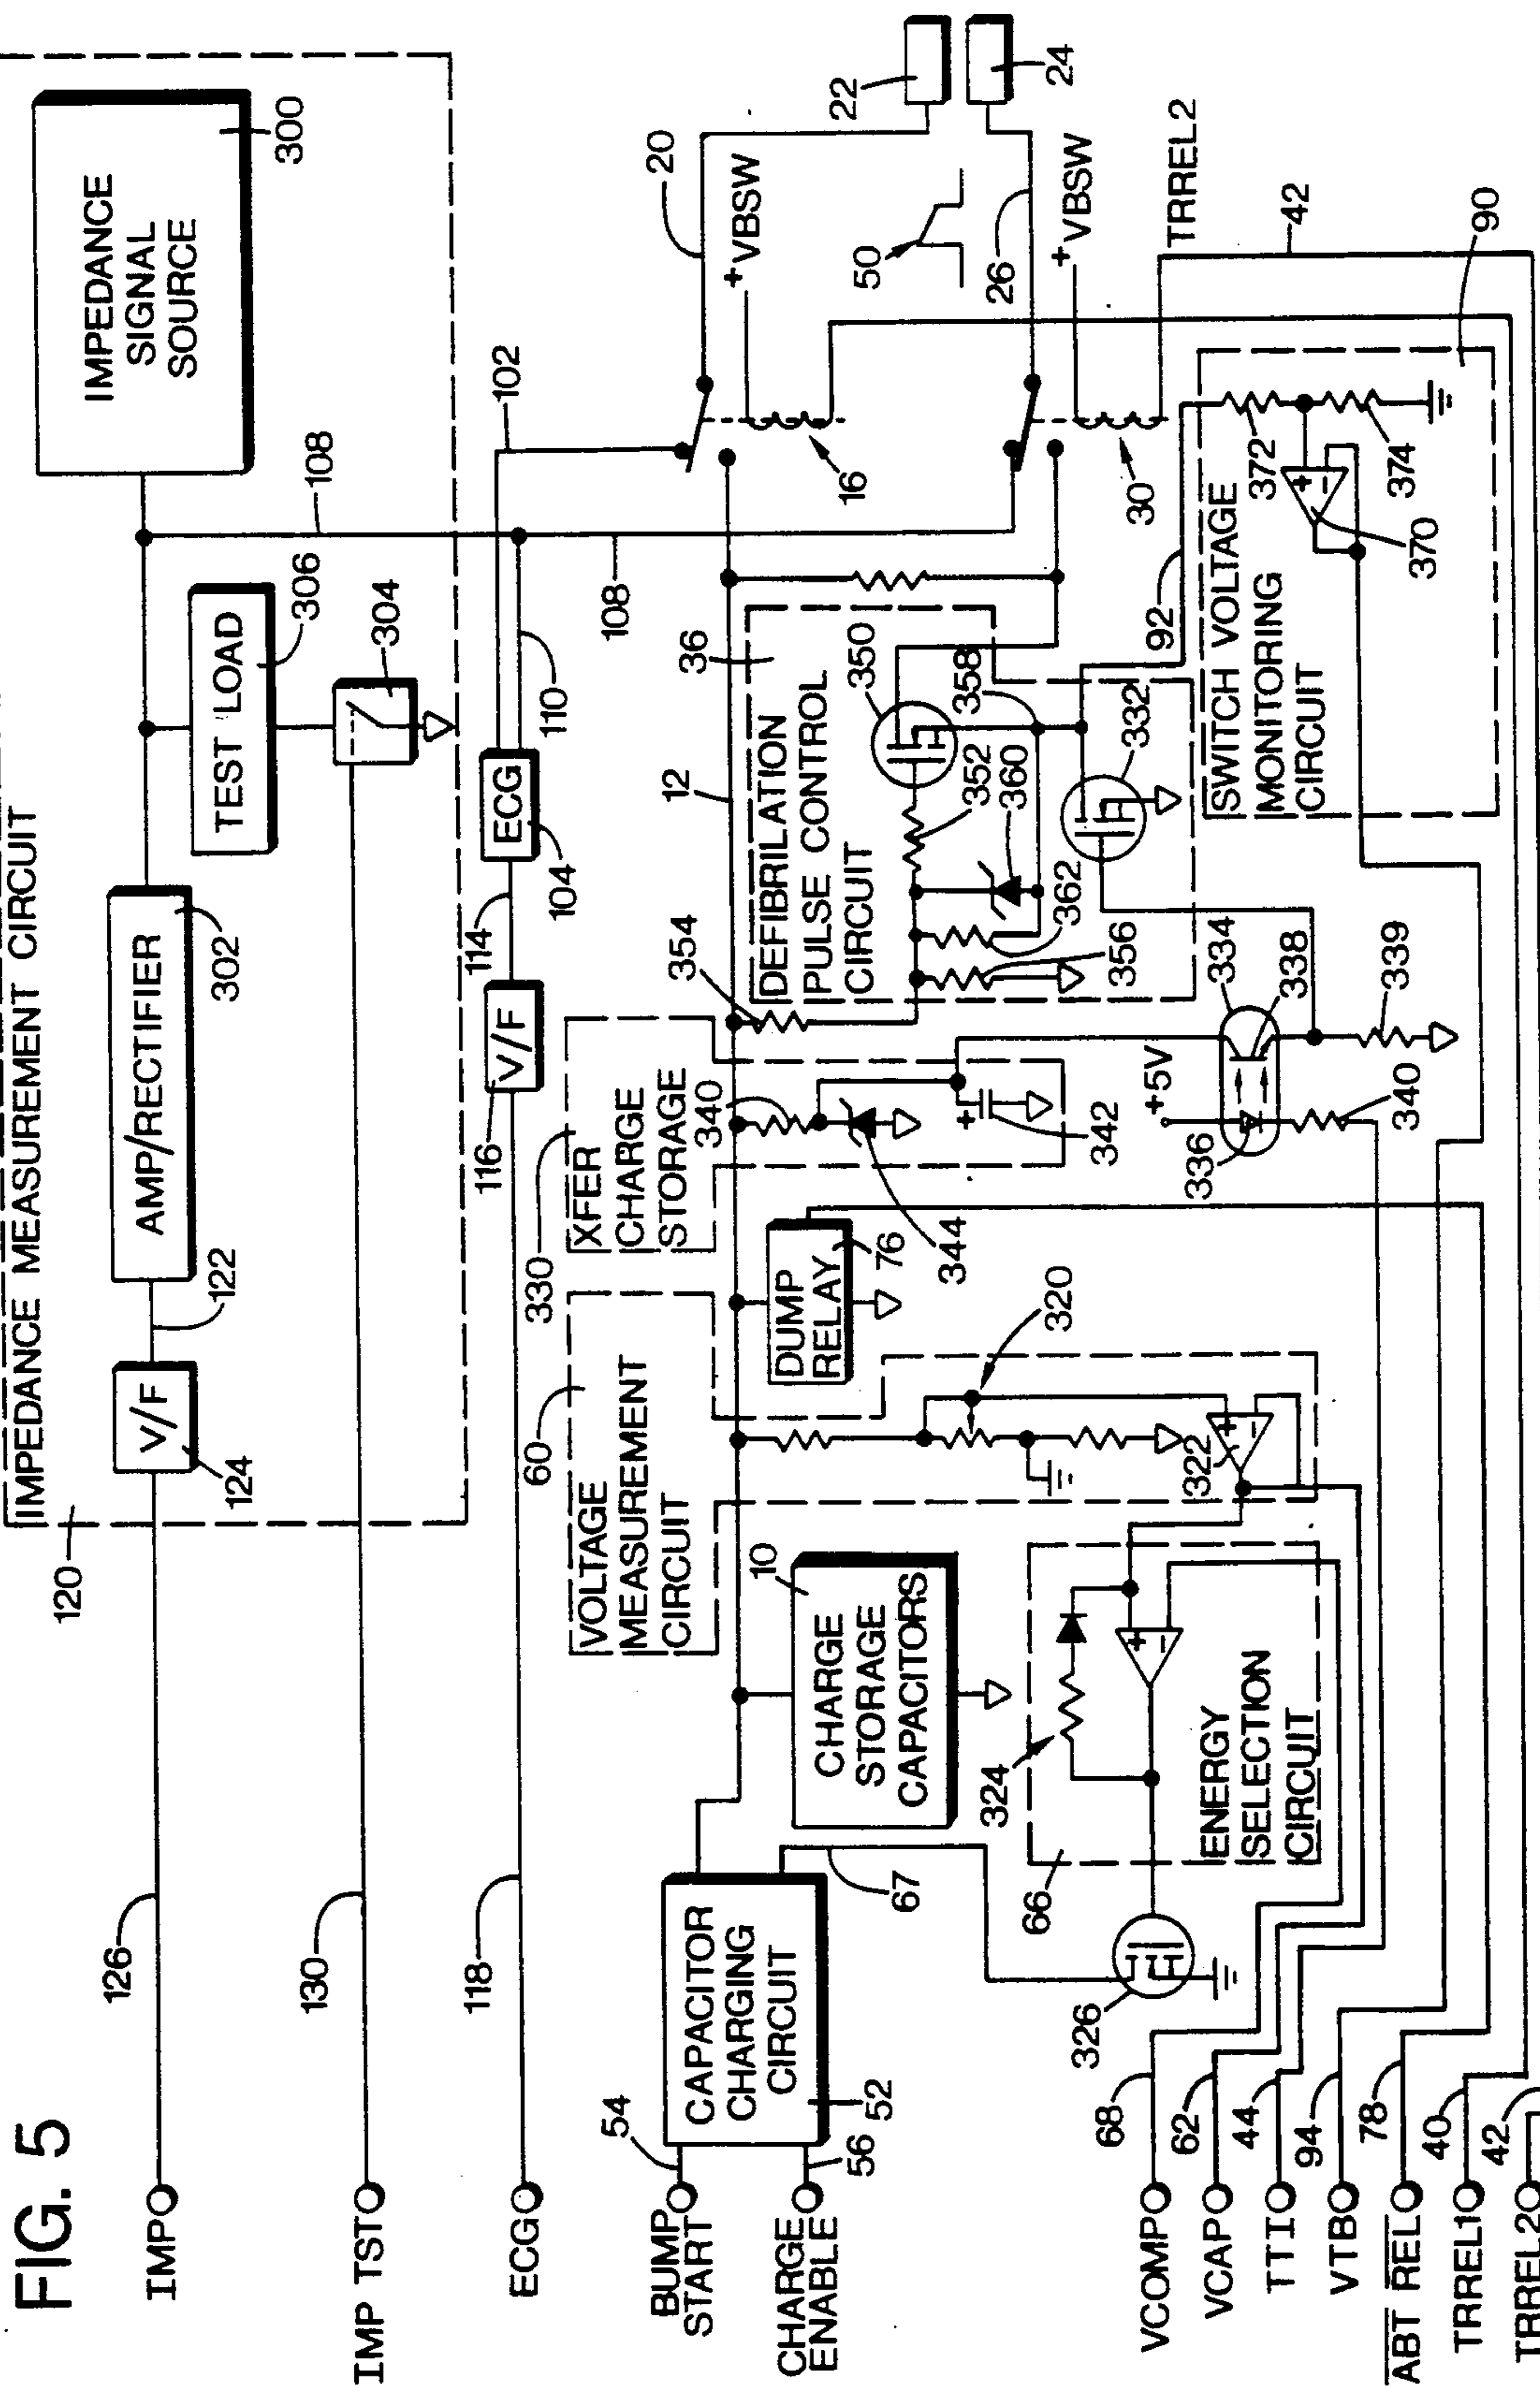 FIG. 5
IMPEDANCE MEASUREMENT CIRCUIT
120
IMPEDANCE
SIGNAL
SOURCE
300
108
TEST LOAD
306
304
AMP/RECTIFIER
302
122
V/F
124
126
IMP
130
IMP TST
102
ECG
104
110
108
114
V/F
116
118
ECG
20
22
24
+VBSW
16
50
26
+VBSW
30
TRREL2
42
90
92
SWITCH VOLTAGE
MONITORING
CIRCUIT
372
374
370
36
12
DEFIBRILATION
PULSE CONTROL
CIRCUIT
350
358
352
360
332
362
356
354
334
338
339
+5V
336
340
XFER
CHARGE
STORAGE
330
340
342
344
DUMP
RELAY
76
60
VOLTAGE
MEASUREMENT
CIRCUIT
320
322
10
CHARGE
STORAGE
CAPACITORS
324
ENERGY
SELECTION
CIRCUIT
66
67
326
CAPACITOR
CHARGING
CIRCUIT
52
54
56
BUMP
START
CHARGE
ENABLE
68
VCOMP
62
VCAP
44
TTI
94
VTB
78
ABT REL
40
TRREL1
42
TRREL2